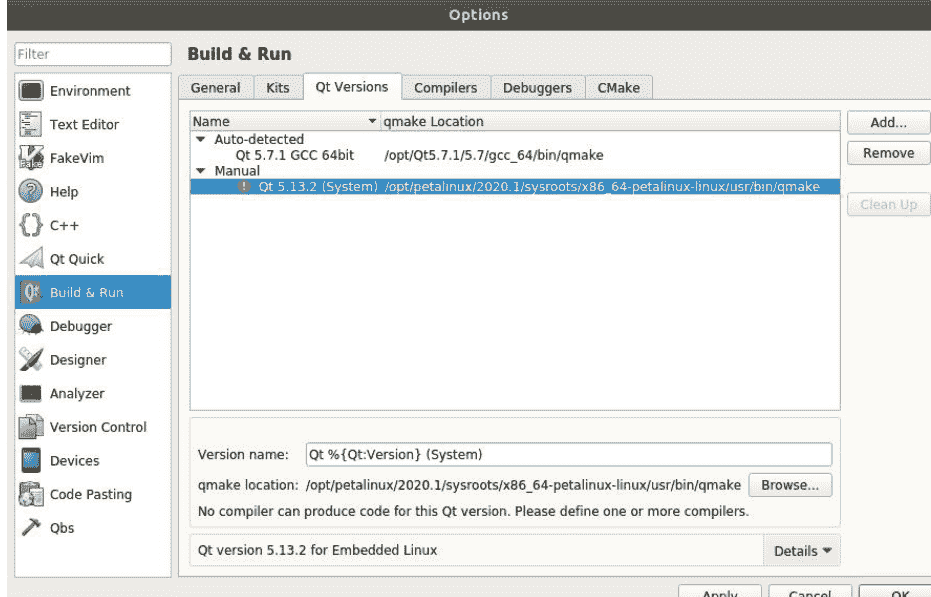 Options
Filter
Build & Run
Environment
Text Editor
FakeVim
Help
C++
Qt Quick
Build & Run
Debugger
Designer
Analyzer
Version Control
Devices
Code Pasting
Qbs
General Kits Qt Versions Compilers Debuggers CMake
Name qmake Location
Auto-detected
Qt 5.7.1 GCC 64bit /opt/Qt5.7.1/5.7/gcc_64/bin/qmake
Manual
Qt 5.13.2 (System) /opt/petalinux/2020.1/sysroots/x86_64-petalinux-linux/usr/bin/qmake
Add...
Remove
Clean Up
Version name: Qt %{Qt:Version} (System)
qmake location: /opt/petalinux/2020.1/sysroots/x86_64-petalinux-linux/usr/bin/qmake Browse...
No compiler can produce code for this Qt version. Please define one or more compilers.
Qt version 5.13.2 for Embedded Linux Details
Apply Cancel OK